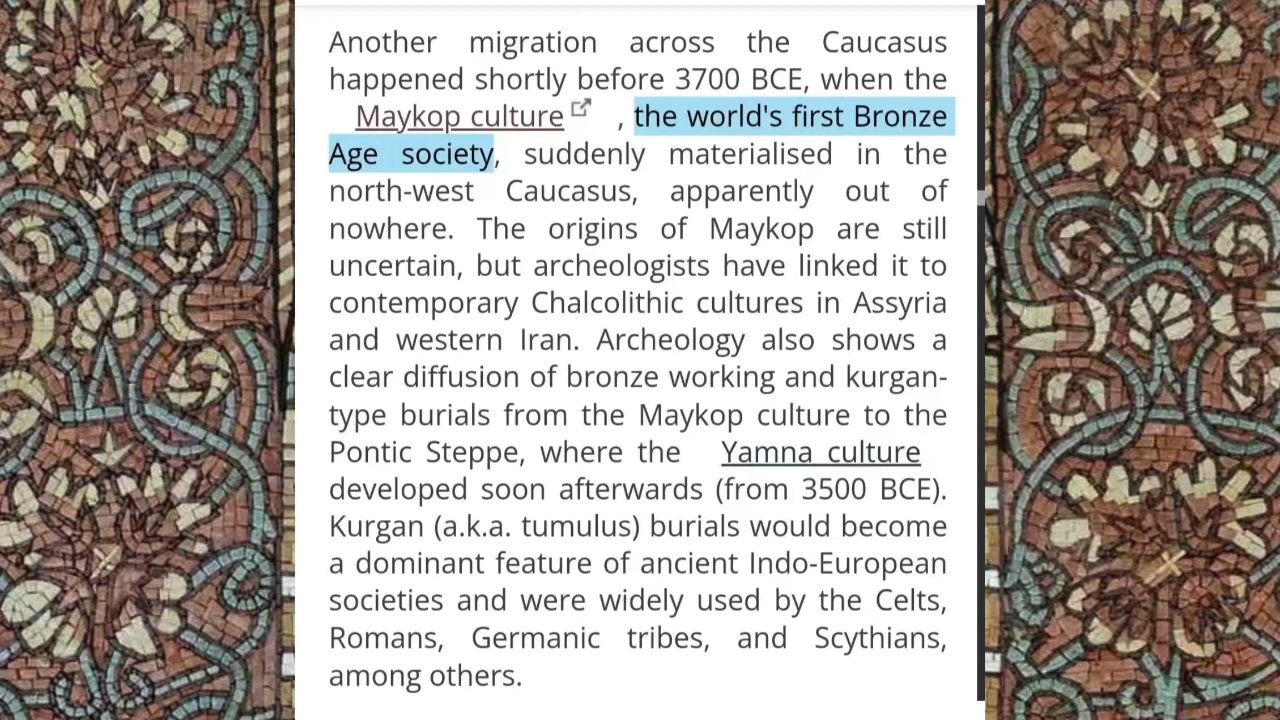 Another migration across the Caucasus
happened shortly before 3700 BCE, when the
Maykop culture , the world's first Bronze
Age society, suddenly materialised in the
north-west Caucasus, apparently out of
nowhere. The origins of Maykop are still
uncertain, but archeologists have linked it to
contemporary Chalcolithic cultures in Assyria
and western Iran. Archeology also shows a
clear diffusion of bronze working and kurgan-
type burials from the Maykop culture to the
Pontic Steppe, where the Yamna culture
developed soon afterwards (from 3500 BCE).
Kurgan (a.k.a. tumulus) burials would become
a dominant feature of ancient Indo-European
societies and were widely used by the Celts,
Romans, Germanic tribes, and Scythians,
among others.